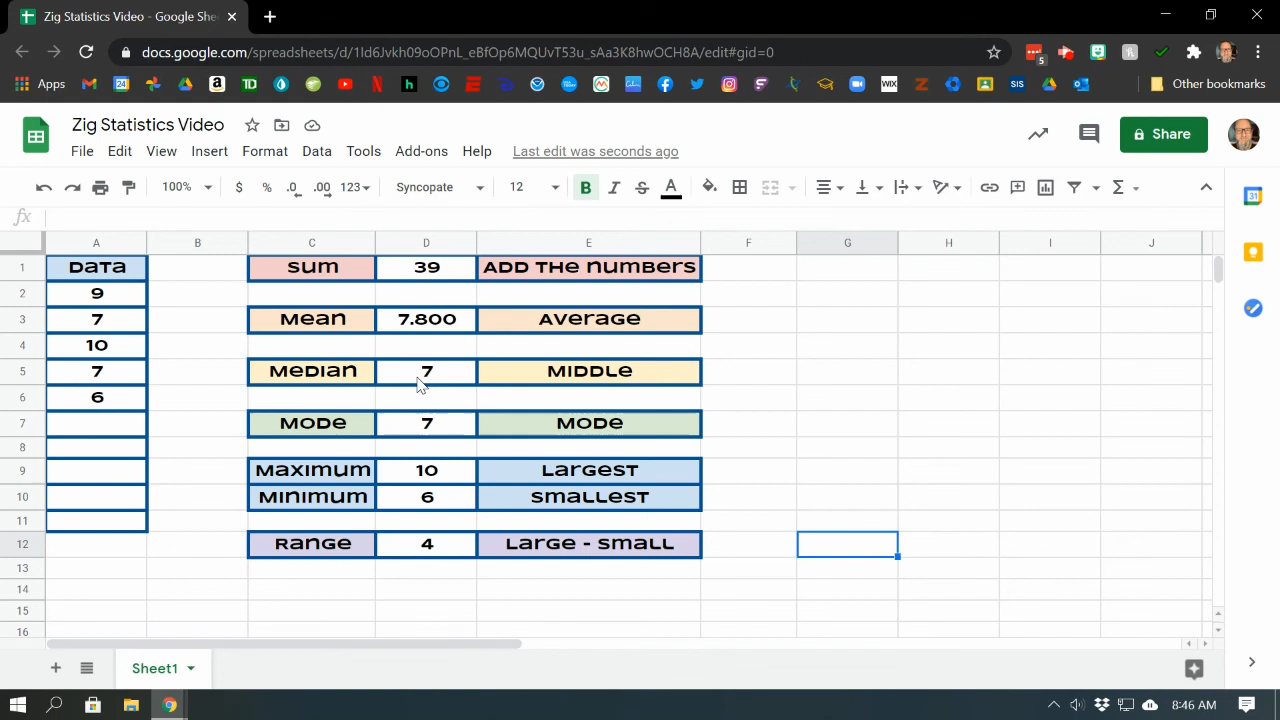 Zig Statistics Video - Google She
docs.google.com/spreadsheets/d/1ld6Jvkh09oOPnL_eBfOp6MQUvT53u_sAa3K8hwOCH8A/edit#gid=0
5
Apps
Other bookmarks
Zig Statistics Video
Share
File Edit View Insert Format Data Tools Add-ons Help Last edit was seconds ago
100% $ % .0 .00 123 Syncopate 12 B I S A
fx
A B C D E F G H I J
1 Data Sum 39 Add the numbers
2 9
3 7 Mean 7.800 Average
4 10
5 7 Median 7 Middle
6 6
7 Mode 7 Mode
8
9 Maximum 10 Largest
10 Minimum 6 Smallest
11
12 Range 4 Large - Small
13
14
15
16
Sheet1
8:46 AM